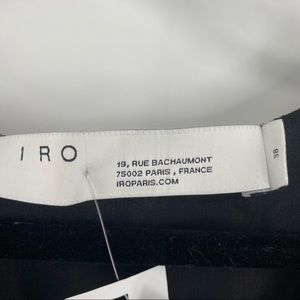 IRO
19, RUE BACHAUMONT
75002 PARIS , FRANCE
IROPARIS.COM
38